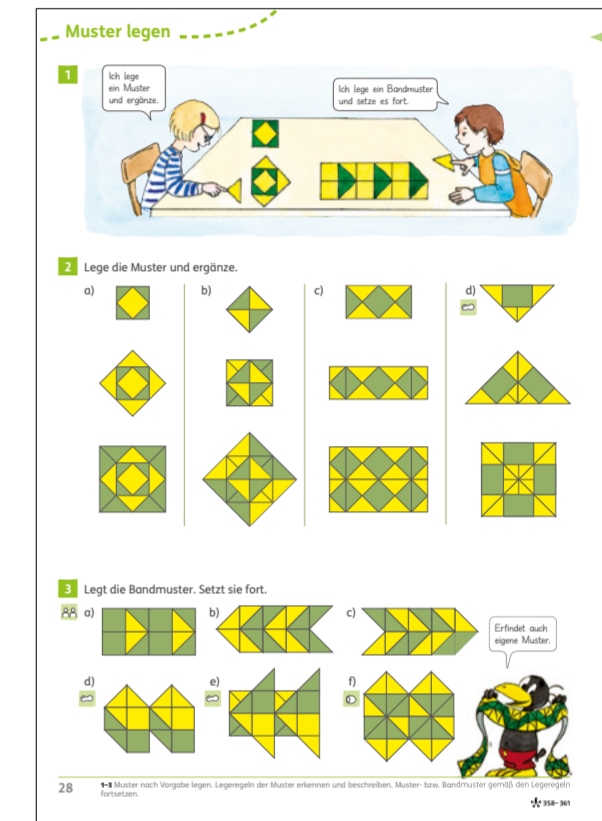 Muster legen
1
Ich lege
ein Muster
und ergänze.
Ich lege ein Bandmuster
und setze es fort.
2 Lege die Muster und ergänze.
a)
b)
c)
d)
3 Legt die Bandmuster. Setzt sie fort.
a)
b)
c)
Erfindet auch
eigene Muster.
d)
e)
f)
28
1–3 Muster nach Vorgabe legen. Legeregeln der Muster erkennen und beschreiben. Muster- bzw. Bandmuster gemäß den Legeregeln
fortsetzen.
358–361